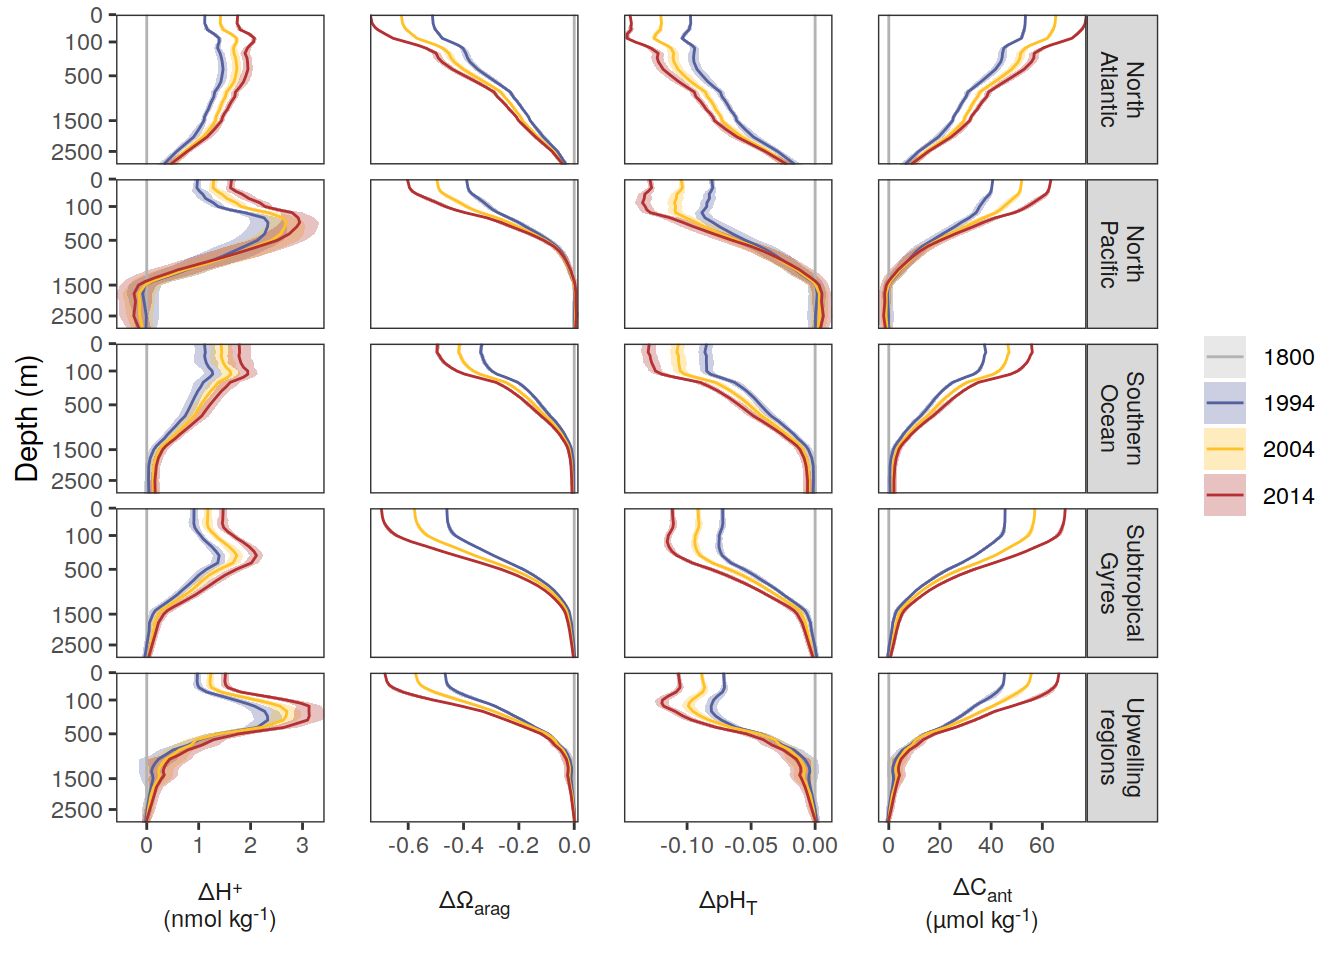 0
100
500
1500
2500
North
Atlantic
0
100
500
1500
2500
North
Pacific
0
100
500
1500
2500
Southern
Ocean
0
100
500
1500
2500
Subtropical
Gyres
0
100
500
1500
2500
Upwelling
regions
Depth (m)
1800
1994
2004
2014
0 1 2 3
-0.6 -0.4 -0.2 0.0
-0.10 -0.05 0.00
0 20 40 60
ΔH⁺
(nmol kg⁻¹)
ΔΩarag
ΔpHT
ΔCant
(μmol kg⁻¹)